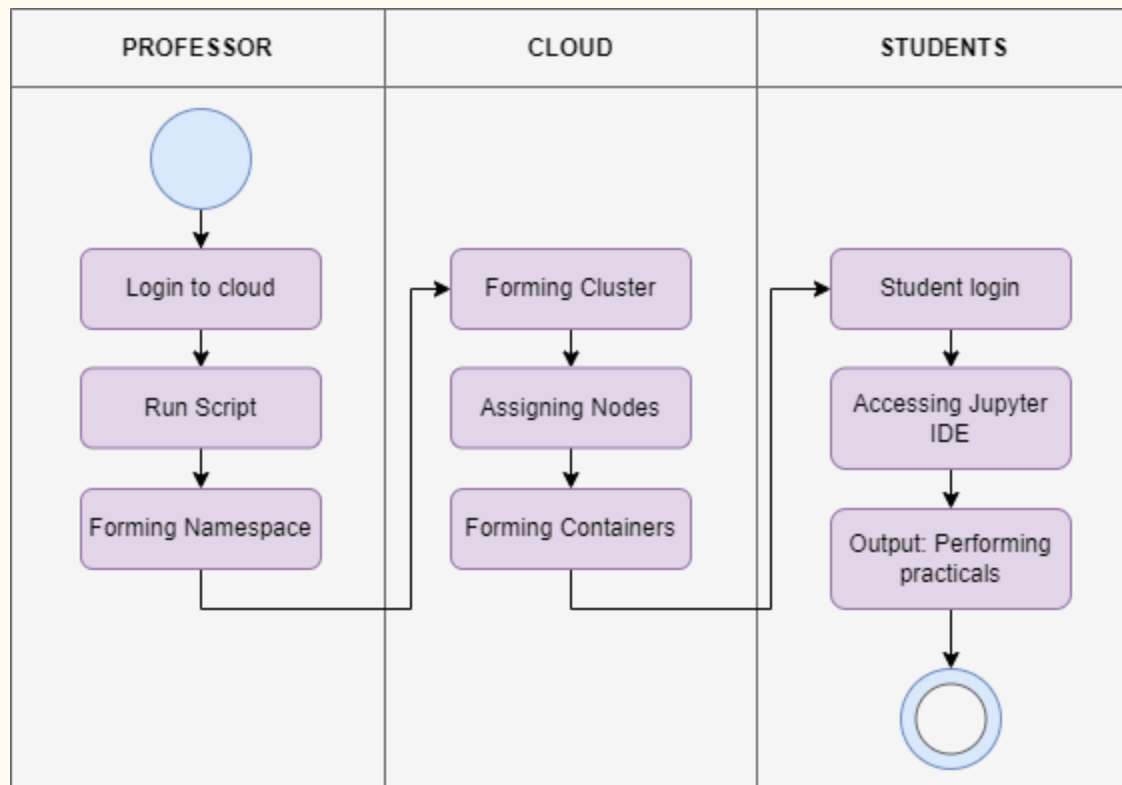 PROFESSOR
CLOUD
STUDENTS
Login to cloud
Run Script
Forming Namespace
Forming Cluster
Assigning Nodes
Forming Containers
Student login
Accessing Jupyter
IDE
Output: Performing
practicals